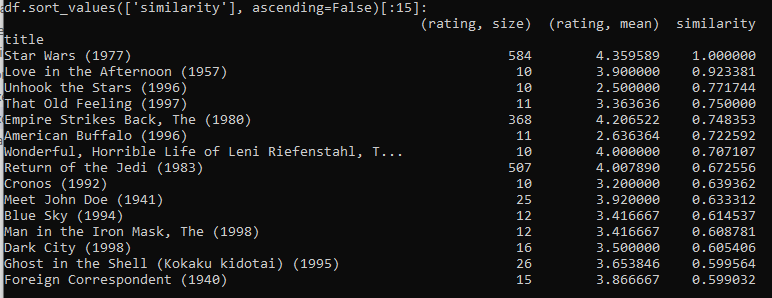 df.sort_values(['similarity'], ascending=False)[:15]:
(rating, size) (rating, mean) similarity
title
Star Wars (1977) 584 4.359589 1.000000
Love in the Afternoon (1957) 10 3.900000 0.923381
Unhook the Stars (1996) 10 2.500000 0.771744
That Old Feeling (1997) 11 3.363636 0.750000
Empire Strikes Back, The (1980) 368 4.206522 0.748353
American Buffalo (1996) 11 2.636364 0.722592
Wonderful, Horrible Life of Leni Riefenstahl, T... 10 4.000000 0.707107
Return of the Jedi (1983) 507 4.007890 0.672556
Cronos (1992) 10 3.200000 0.639362
Meet John Doe (1941) 25 3.920000 0.633312
Blue Sky (1994) 12 3.416667 0.614537
Man in the Iron Mask, The (1998) 12 3.416667 0.608781
Dark City (1998) 16 3.500000 0.605406
Ghost in the Shell (Kokaku kidotai) (1995) 26 3.653846 0.599564
Foreign Correspondent (1940) 15 3.866667 0.599032